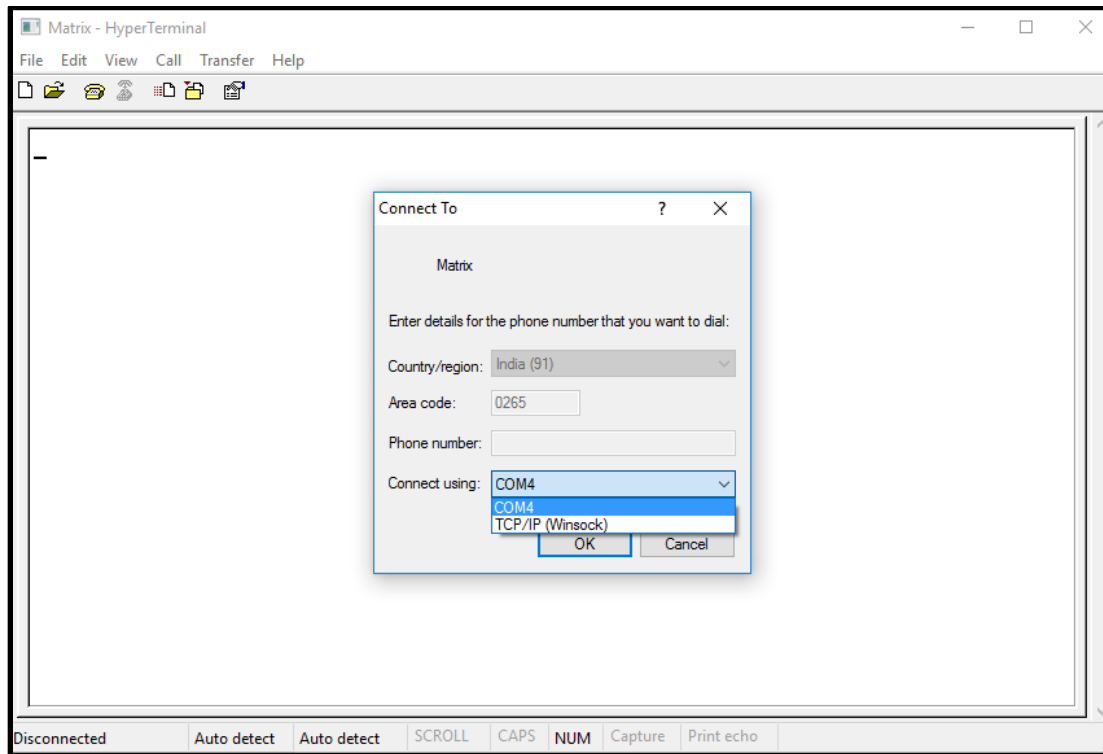 Matrix - HyperTerminal
File Edit View Call Transfer Help
Connect To ?
Matrix
Enter details for the phone number that you want to dial:
Country/region: India (91)
Area code: 0265
Phone number:
Connect using: COM4
COM4
TCP/IP (Winsock)
OK Cancel
Disconnected Auto detect Auto detect SCROLL CAPS NUM Capture Print echo